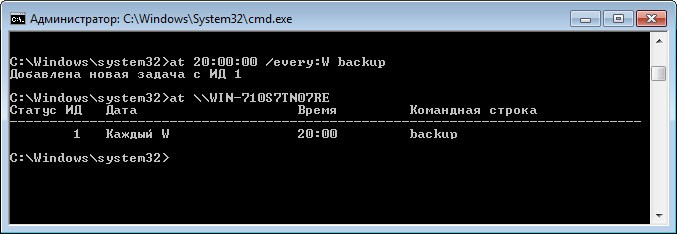 Администратор: C:\Windows\System32\cmd.exe
C:\Windows\system32>at 20:00:00 /every:W backup
Добавлена новая задача с ИД 1
C:\Windows\system32>at \\WIN-710S7TN07RE
Статус ИД Дата Время Командная строка
1 Каждый W 20:00 backup
C:\Windows\system32>